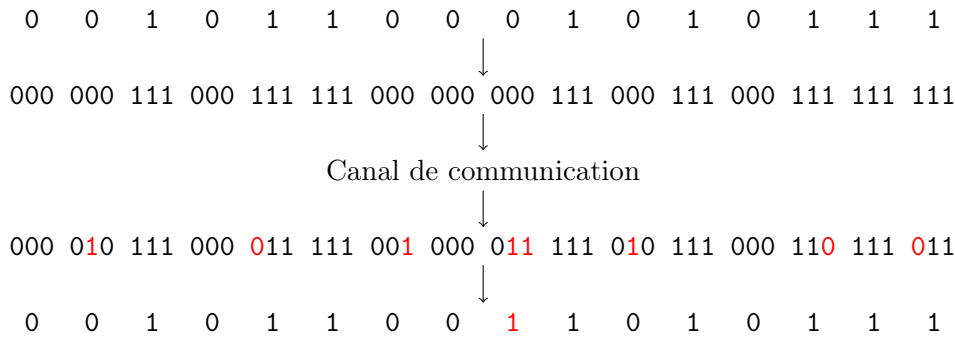 0 0 1 0 1 1 0 0 0 1 0 1 0 1 1 1
000 000 111 000 111 111 000 000 000 111 000 111 000 111 111 111
Canal de communication
000 010 111 000 011 111 001 000 011 111 010 111 000 110 111 011
0 0 1 0 1 1 0 0 1 1 0 1 0 1 1 1